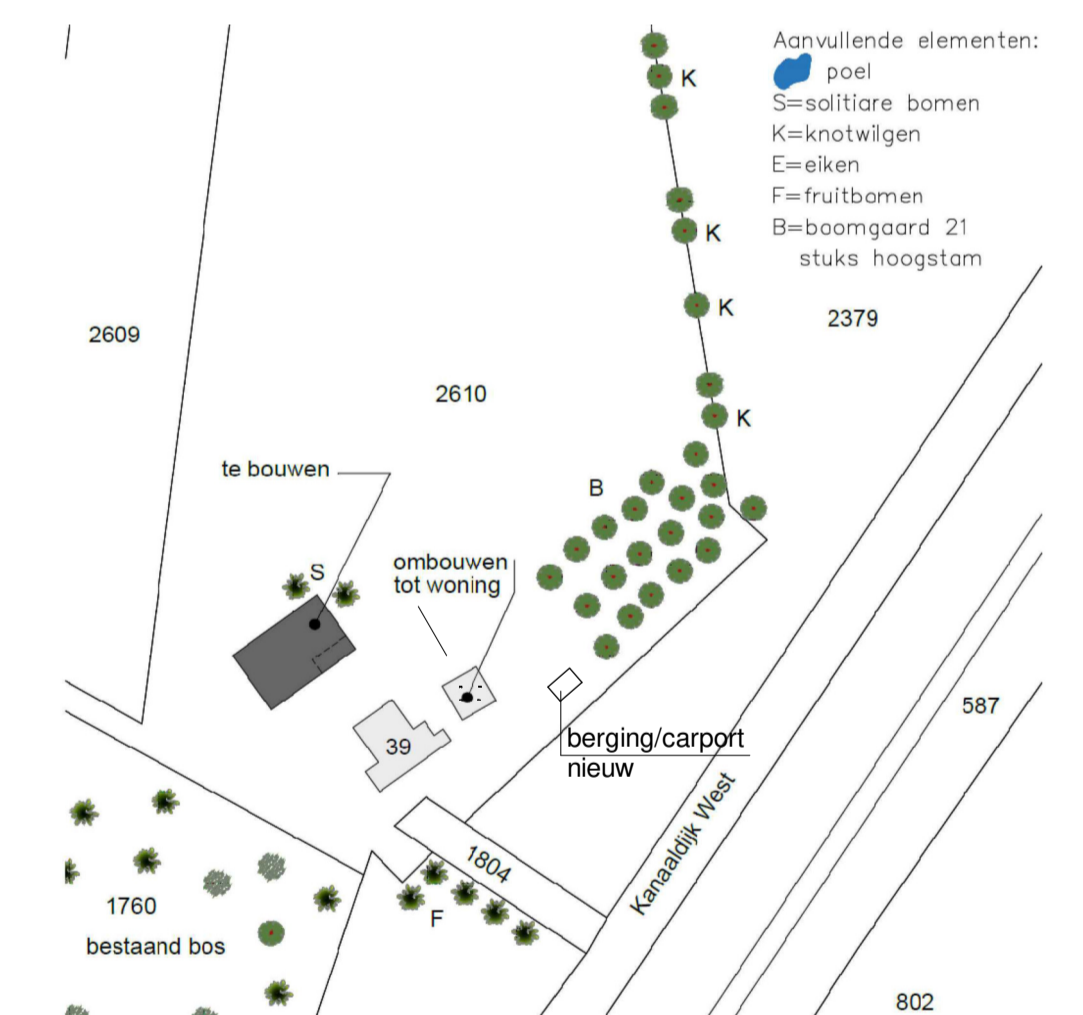 Aanvullende elementen:
poel
S=solitiare bomen
K=knotwilgen
E=eiken
F=fruitbomen
B=boomgaard 21
stuks hoogstam
K
K
K
2379
2609
2610
K
te bouwen
B
ombouwen
tot woning
S
587
39
berging/carport
nieuw
Kanaaldijk West
1804
1760
F
bestaand bos
802